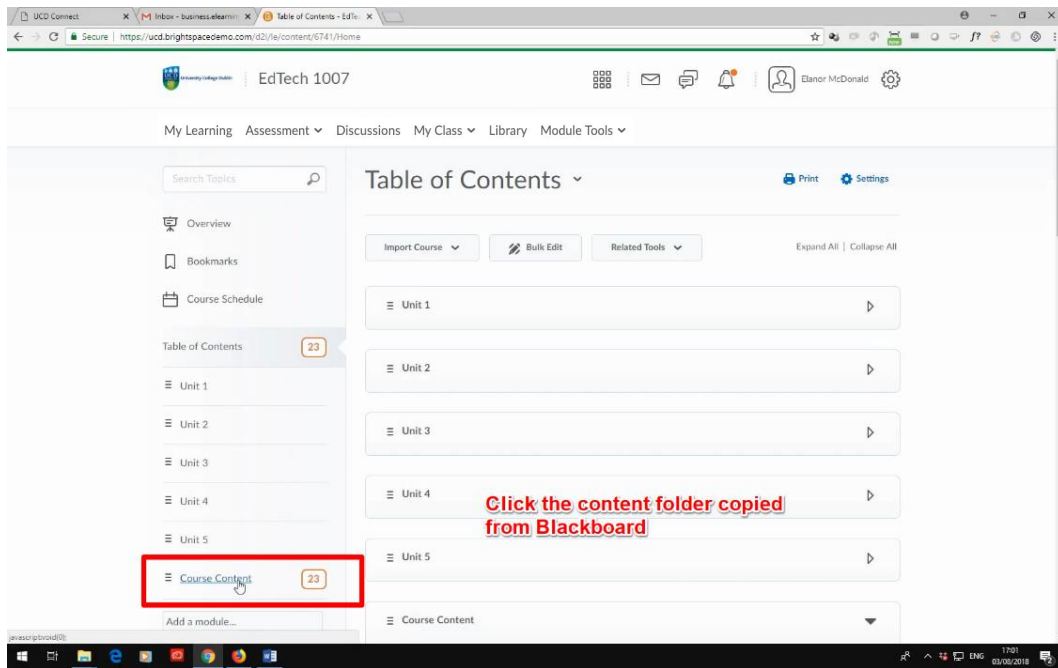 UCD Connect
Inbox - business.elearnin
Table of Contents - EdTe
Secure | https://ucd.brightspacedemo.com/d2l/le/content/6741/Home
f?
EdTech 1007
Elanor McDonald
My Learning Assessment Discussions My Class Library Module Tools
Search Topics
Table of Contents
Print
Settings
Overview
Import Course
Bulk Edit
Related Tools
Expand All | Collapse All
Bookmarks
Course Schedule
Unit 1
Table of Contents 23
Unit 2
Unit 1
Unit 2
Unit 3
Unit 3
Unit 4
Unit 4
Click the content folder copied
from Blackboard
Unit 5
Unit 5
Course Content 23
Add a module...
Course Content
javascript:void(0);
ENG
17:01
03/08/2018